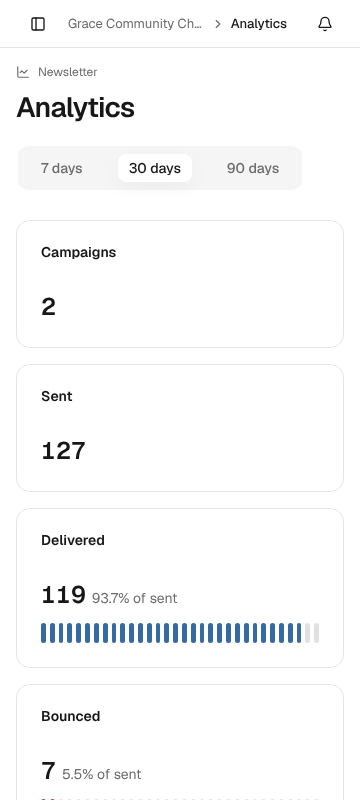 Grace Community Ch... > Analytics
Newsletter
Analytics
7 days 30 days 90 days
Campaigns
2
Sent
127
Delivered
119 93.7% of sent
Bounced
7 5.5% of sent